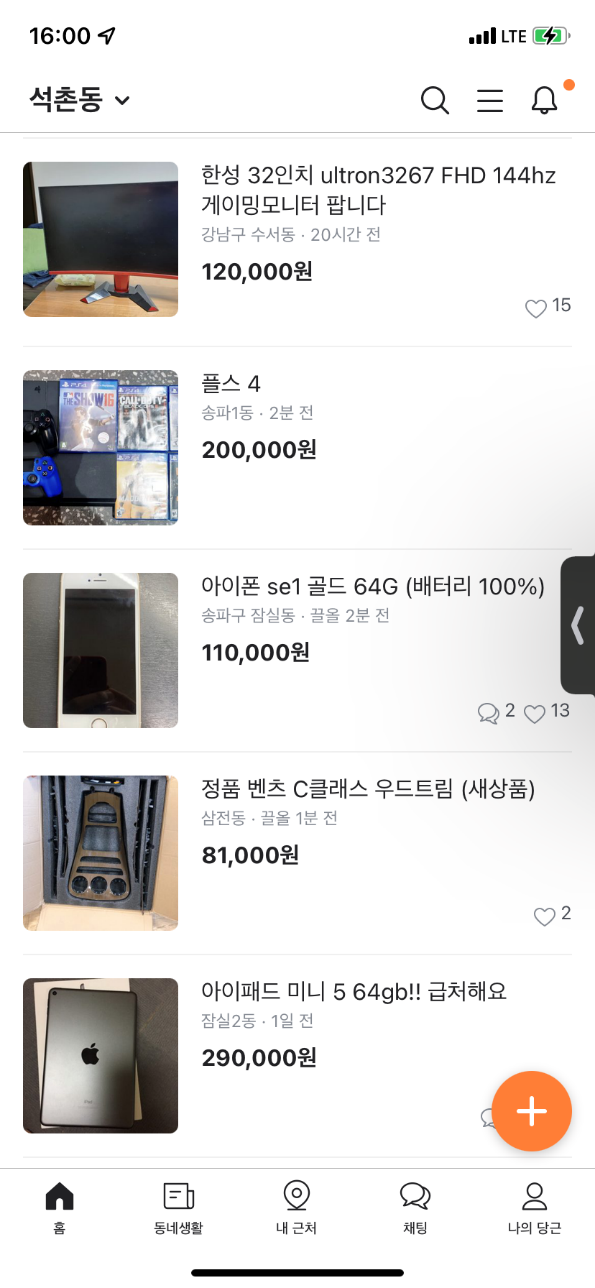 16:00
LTE
석촌동
한성 32인치 ultron3267 FHD 144hz
게이밍모니터 팝니다
강남구 수서동 · 20시간 전
120,000원
15
THE SHOW 16
CALL OF DUTY
플스 4
송파1동 · 2분 전
200,000원
아이폰 se1 골드 64G (배터리 100%)
송파구 잠실동 · 끌올 2분 전
110,000원
2
13
정품 벤츠 C클래스 우드트림 (새상품)
삼전동 · 끌올 1분 전
81,000원
2
아이패드 미니 5 64gb!! 급처해요
잠실2동 · 1일 전
290,000원
홈
동네생활
내 근처
채팅
나의 당근